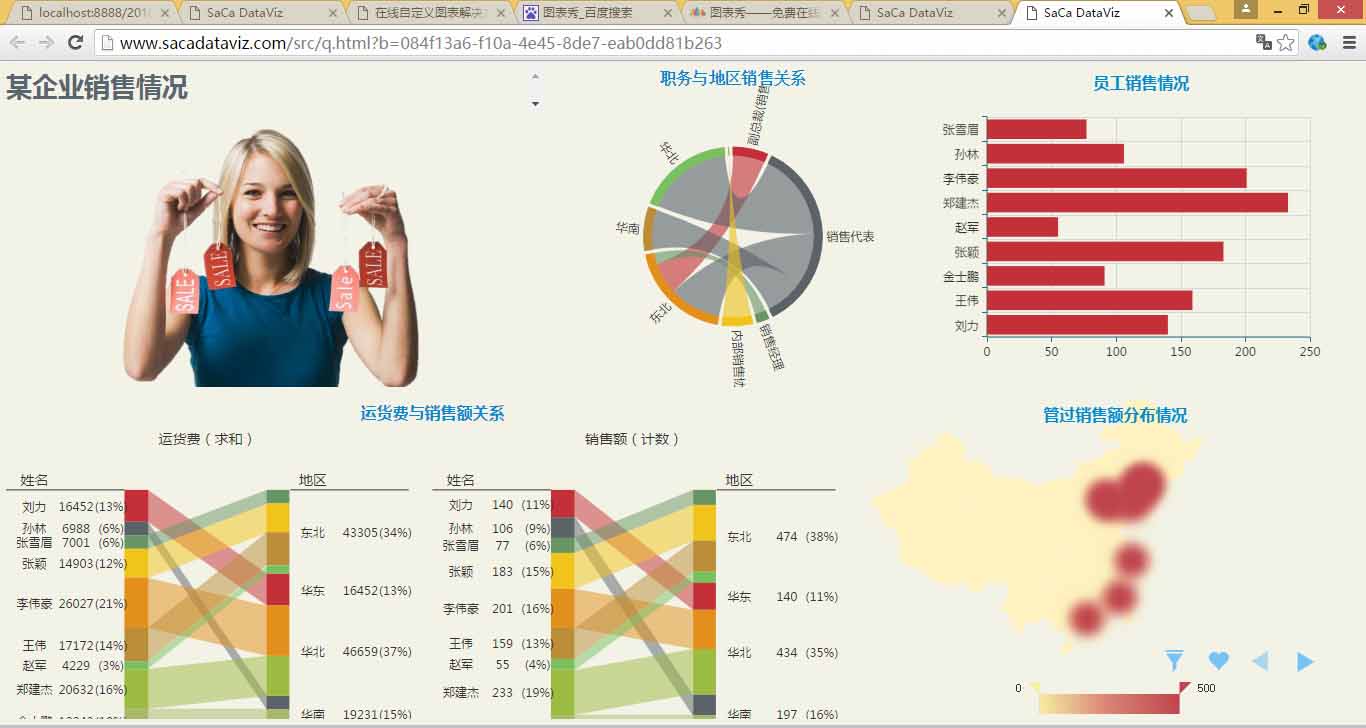 localhost:8888/201
SaCa DataViz
在线自定义图表解决
图表秀_百度搜索
图表秀——免费在线
SaCa DataViz
SaCa DataViz
www.sacadataviz.com/src/q.html?b=084f13a6-f10a-4e45-8de7-eab0dd81b263
某企业销售情况
SALE
SALE
Sale
SALE
职务与地区销售关系
副总裁(销售
华北
华南
东北
内部销售协
销售经理
销售代表
员工销售情况
张雪眉
孙林
李伟豪
郑建杰
赵军
张颖
金士鹏
王伟
刘力
0 50 100 150 200 250
运货费与销售额关系
运货费（求和）
姓名 地区
刘力 16452(13%)
孙林 6988 (6%)
张雪眉 7001 (6%)
张颖 14903(12%)
李伟豪 26027(21%)
王伟 17172(14%)
赵军 4229 (3%)
郑建杰 20632(16%)
东北 43305(34%)
华东 16452(13%)
华北 46659(37%)
华南 19231(15%)
销售额（计数）
姓名 地区
刘力 140 (11%)
孙林 106 (9%)
张雪眉 77 (6%)
张颖 183 (15%)
李伟豪 201 (16%)
王伟 159 (13%)
赵军 55 (4%)
郑建杰 233 (19%)
东北 474 (38%)
华东 140 (11%)
华北 434 (35%)
华南 197 (16%)
管过销售额分布情况
0 500